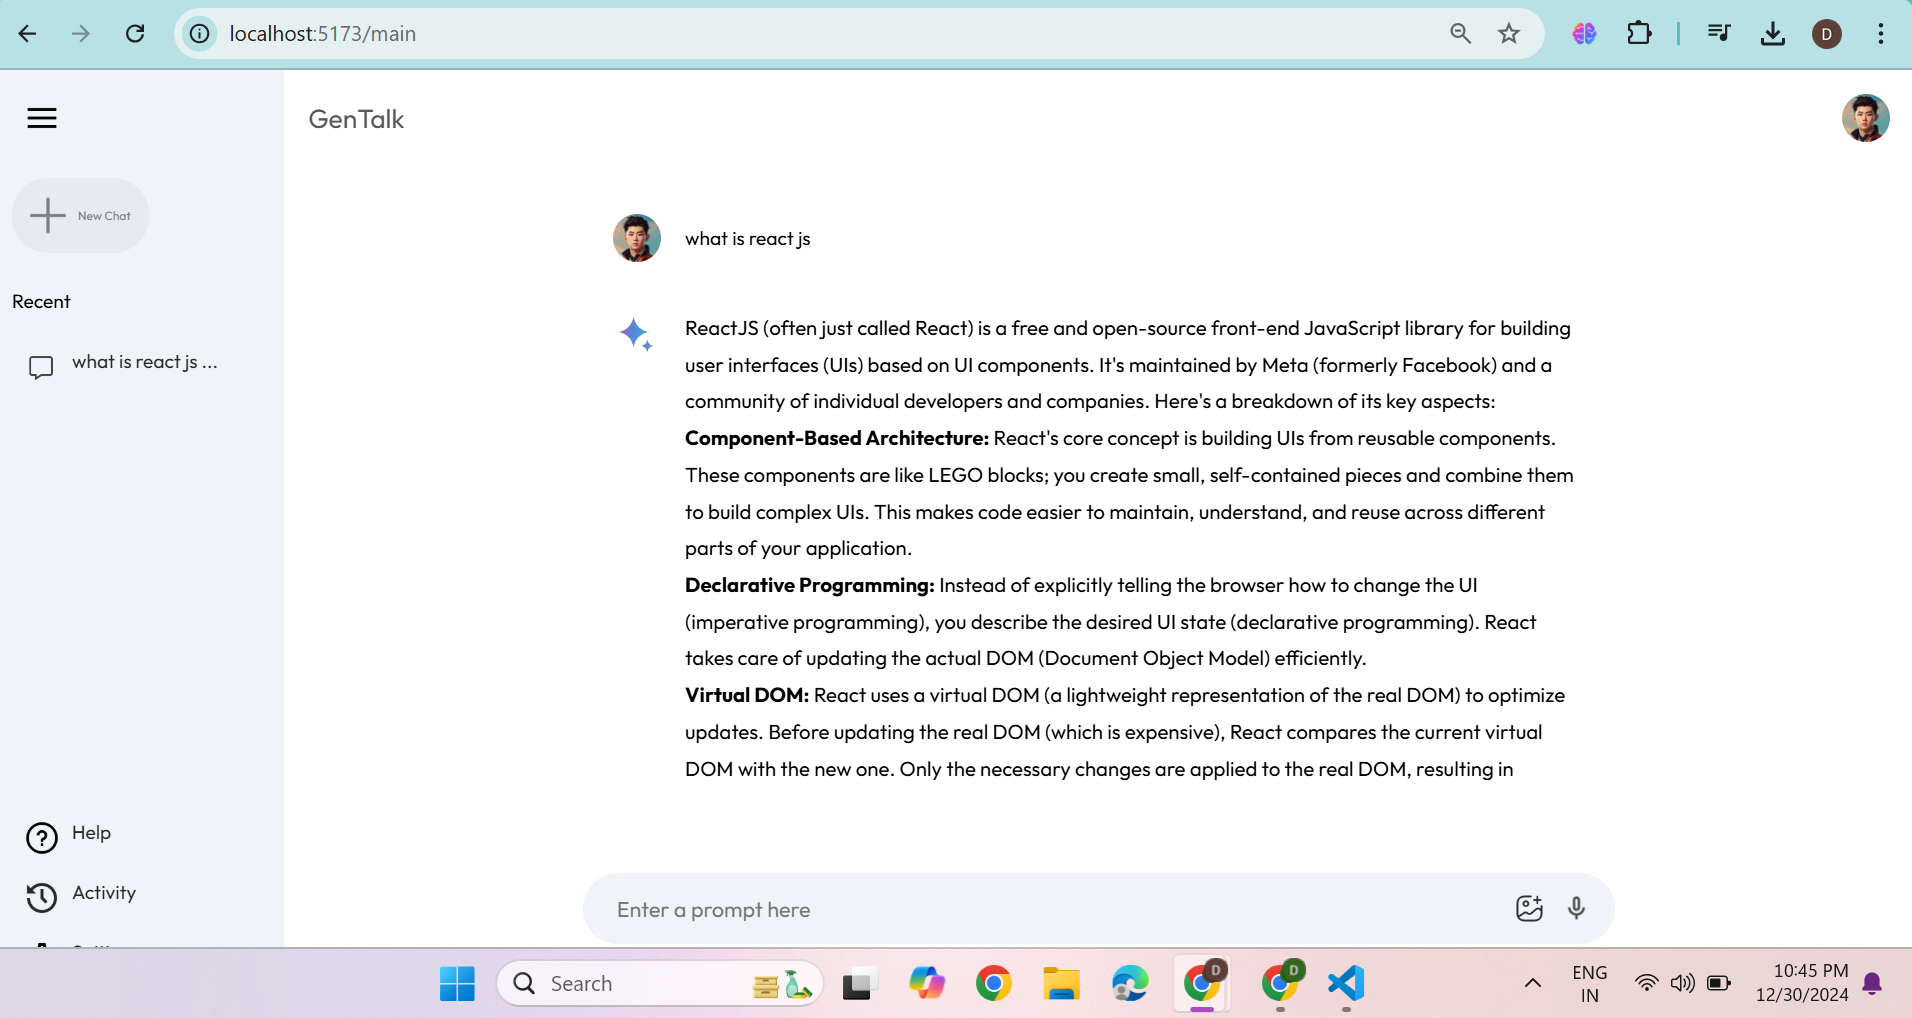 localhost:5173/main
D
GenTalk
New Chat
Recent
what is react js ...
Help
Activity
what is react js
ReactJS (often just called React) is a free and open-source front-end JavaScript library for building
user interfaces (UIs) based on UI components. It's maintained by Meta (formerly Facebook) and a
community of individual developers and companies. Here's a breakdown of its key aspects:
Component-Based Architecture: React's core concept is building UIs from reusable components.
These components are like LEGO blocks; you create small, self-contained pieces and combine them
to build complex UIs. This makes code easier to maintain, understand, and reuse across different
parts of your application.
Declarative Programming: Instead of explicitly telling the browser how to change the UI
(imperative programming), you describe the desired UI state (declarative programming). React
takes care of updating the actual DOM (Document Object Model) efficiently.
Virtual DOM: React uses a virtual DOM (a lightweight representation of the real DOM) to optimize
updates. Before updating the real DOM (which is expensive), React compares the current virtual
DOM with the new one. Only the necessary changes are applied to the real DOM, resulting in
Enter a prompt here
Search
D
D
ENG
IN
10:45 PM
12/30/2024